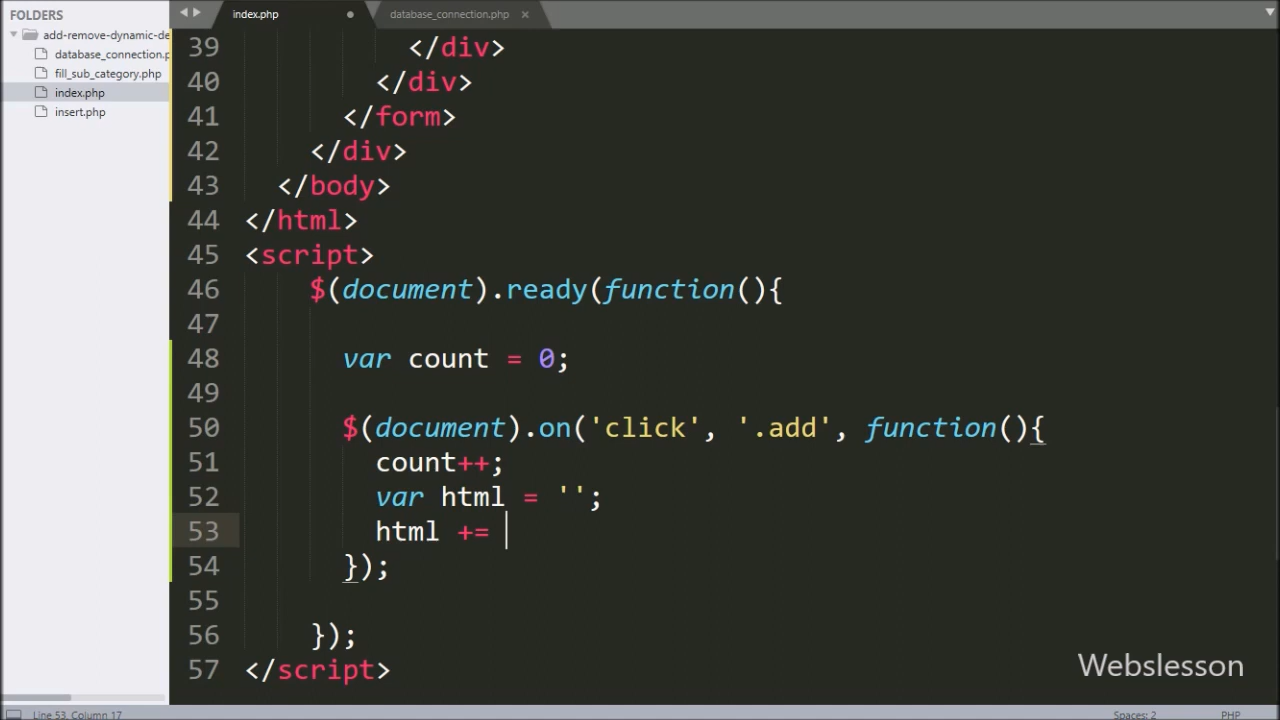 FOLDERS
add-remove-dynamic-de
database_connection.p
fill_sub_category.php
index.php
insert.php
index.php
database_connection.php
39 </div>
40 </div>
41 </form>
42 </div>
43 </body>
44 </html>
45 <script>
46 $(document).ready(function(){
47
48 var count = 0;
49
50 $(document).on('click', '.add', function(){
51 count++;
52 var html = '';
53 html +=
54 });
55
56 });
57 </script>
Webslesson
Line 53, Column 17
Spaces: 2
PHP